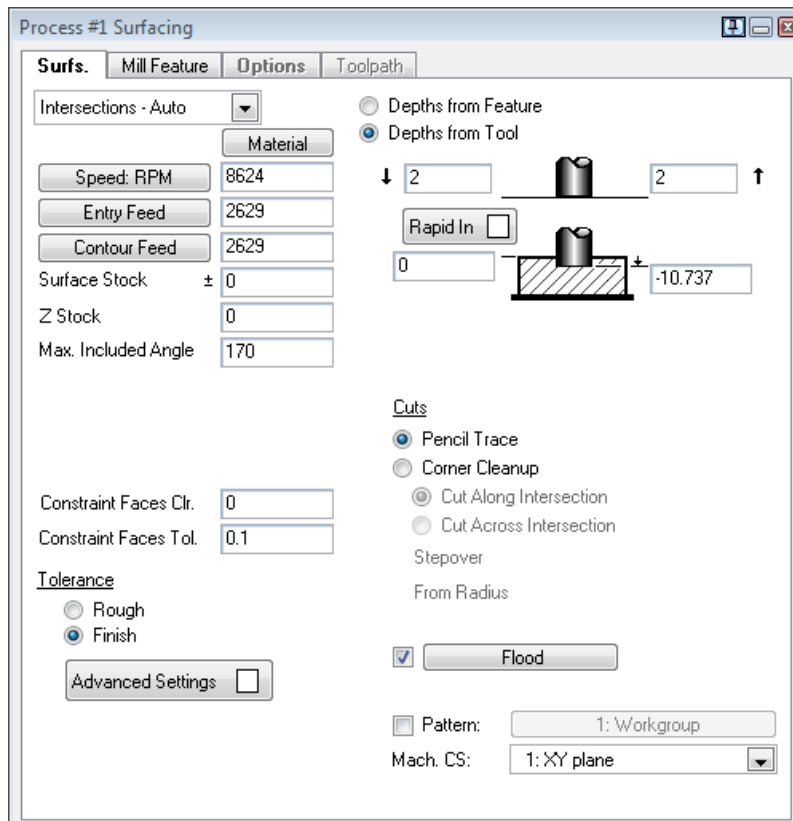 Process #1 Surfacing
Surfs. Mill Feature Options Toolpath
Intersections - Auto
Material
Speed: RPM 8624
Entry Feed 2629
Contour Feed 2629
Surface Stock ± 0
Z Stock 0
Max. Included Angle 170
Constraint Faces Clr. 0
Constraint Faces Tol. 0.1
Tolerance
Rough
Finish
Advanced Settings
Depths from Feature
Depths from Tool
2 2
Rapid In
0
-10.737
Cuts
Pencil Trace
Corner Cleanup
Cut Along Intersection
Cut Across Intersection
Stepover
From Radius
Flood
Pattern: 1: Workgroup
Mach. CS: 1: XY plane